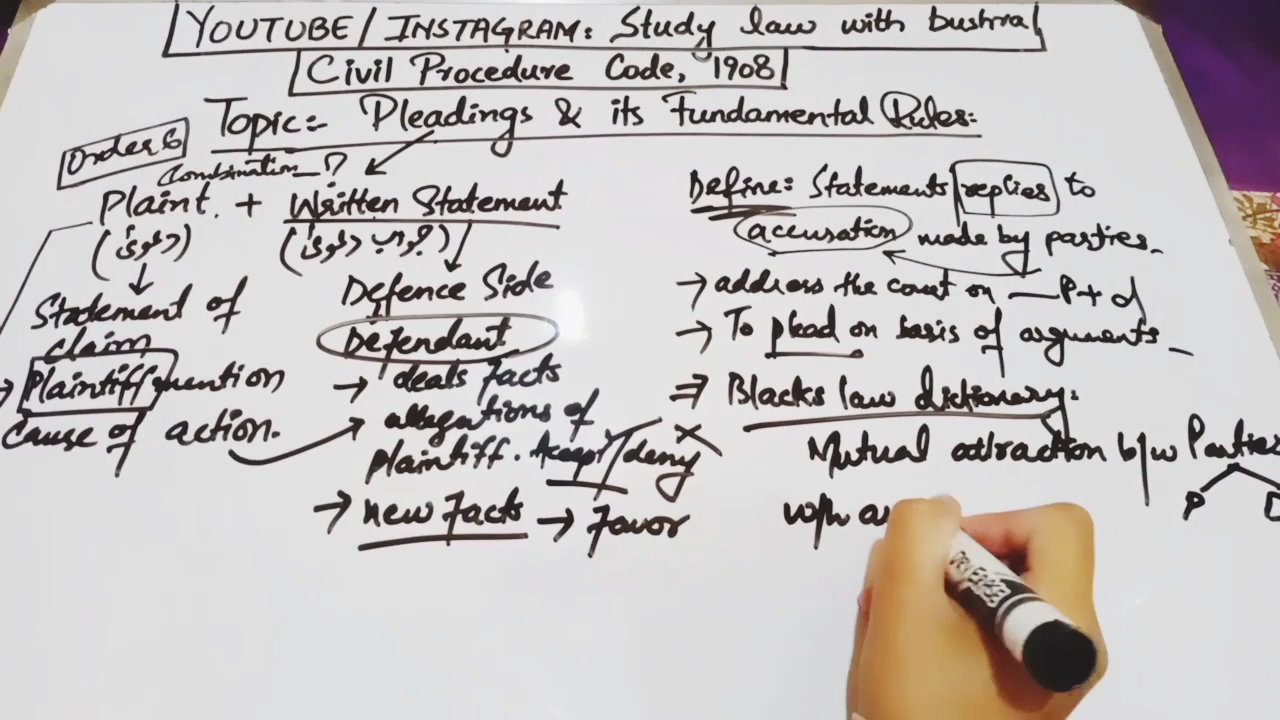 YOUTUBE/INSTAGRAM: Study law with bushra
Civil Procedure Code, 1908
Topic:- Pleadings & its Fundamental Rules:
Order 6
Combination ?
Plaint. + Written Statement
(دعویٰ) (جواب دعویٰ)
Statement of
claim
Plaintiff mention
cause of action.
Defence Side
Defendant
→ deals facts
allegations of
plaintiff. Accept/deny
→ new facts → Favor
Define: Statements replies to
accusation made by parties.
→ address the court on — P + d
→ To plead on basis of arguments
⇒ Blacks law dictionary:
Mutual attraction b/w Parties
P D
w/h